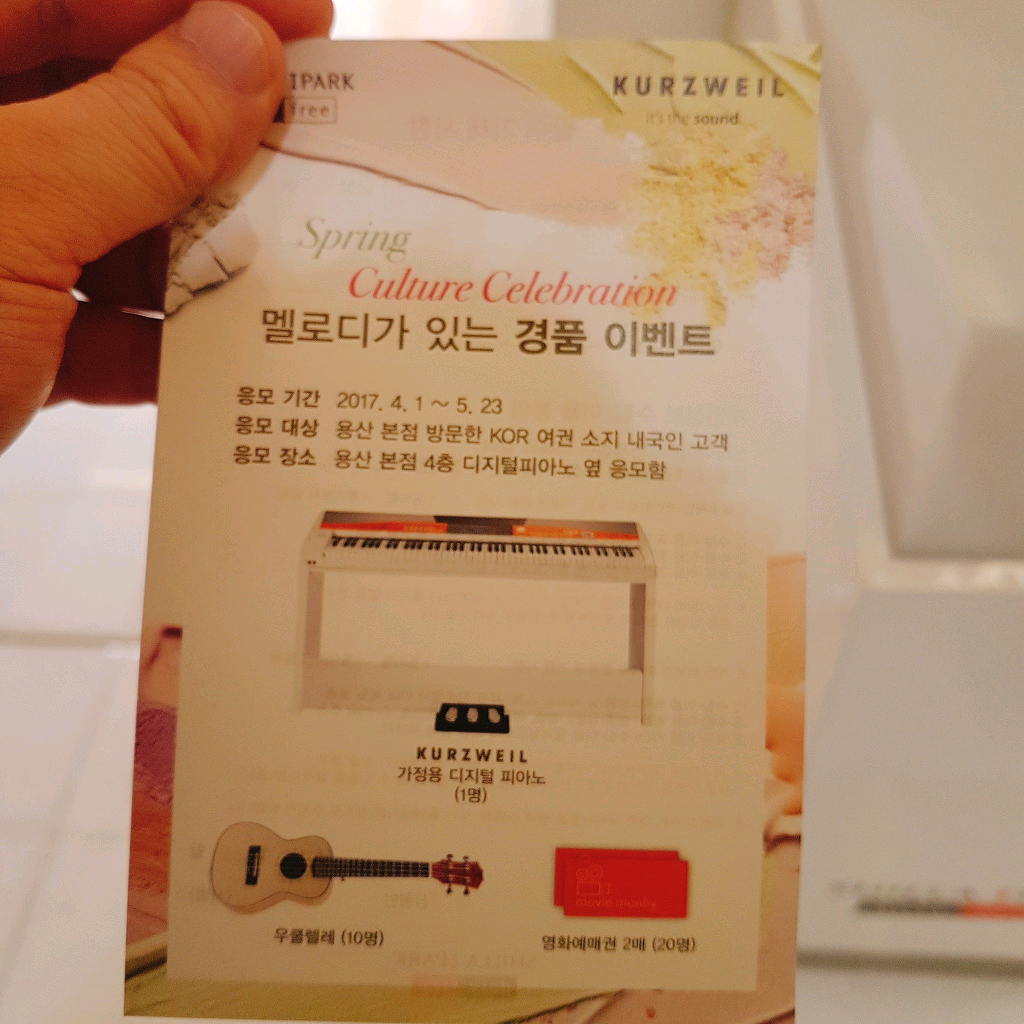 IPARK
free
KURZWEIL
It's the sound
Spring
Culture Celebration
멜로디가 있는 경품 이벤트
응모 기간 2017. 4. 1 ~ 5. 23
응모 대상 용산 본점 방문한 KOR 여권 소지 내국인 고객
응모 장소 용산 본점 4층 디지털피아노 옆 응모함
KURZWEIL
가정용 디지털 피아노
(1명)
movie money
우쿨렐레 (10명)
영화예매권 2매 (20명)